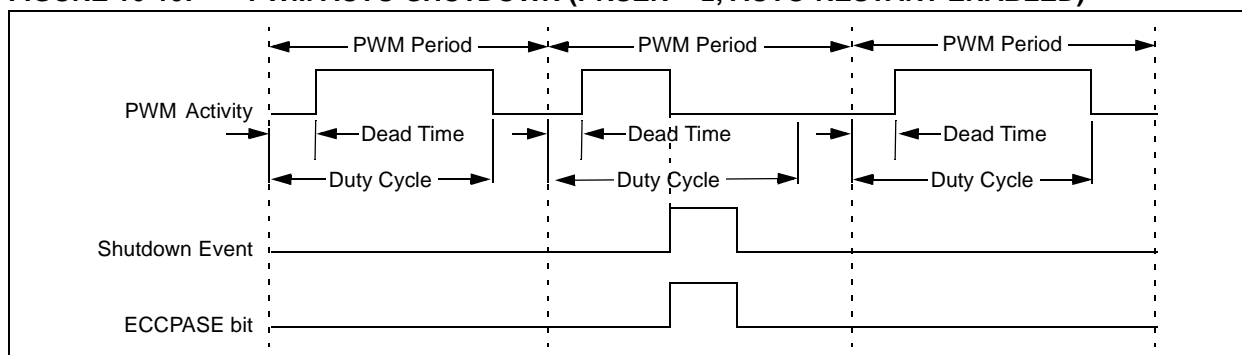 PWM Period PWM Period PWM Period
PWM Activity
Dead Time Dead Time Dead Time
Duty Cycle Duty Cycle Duty Cycle
Shutdown Event
ECCPASE bit